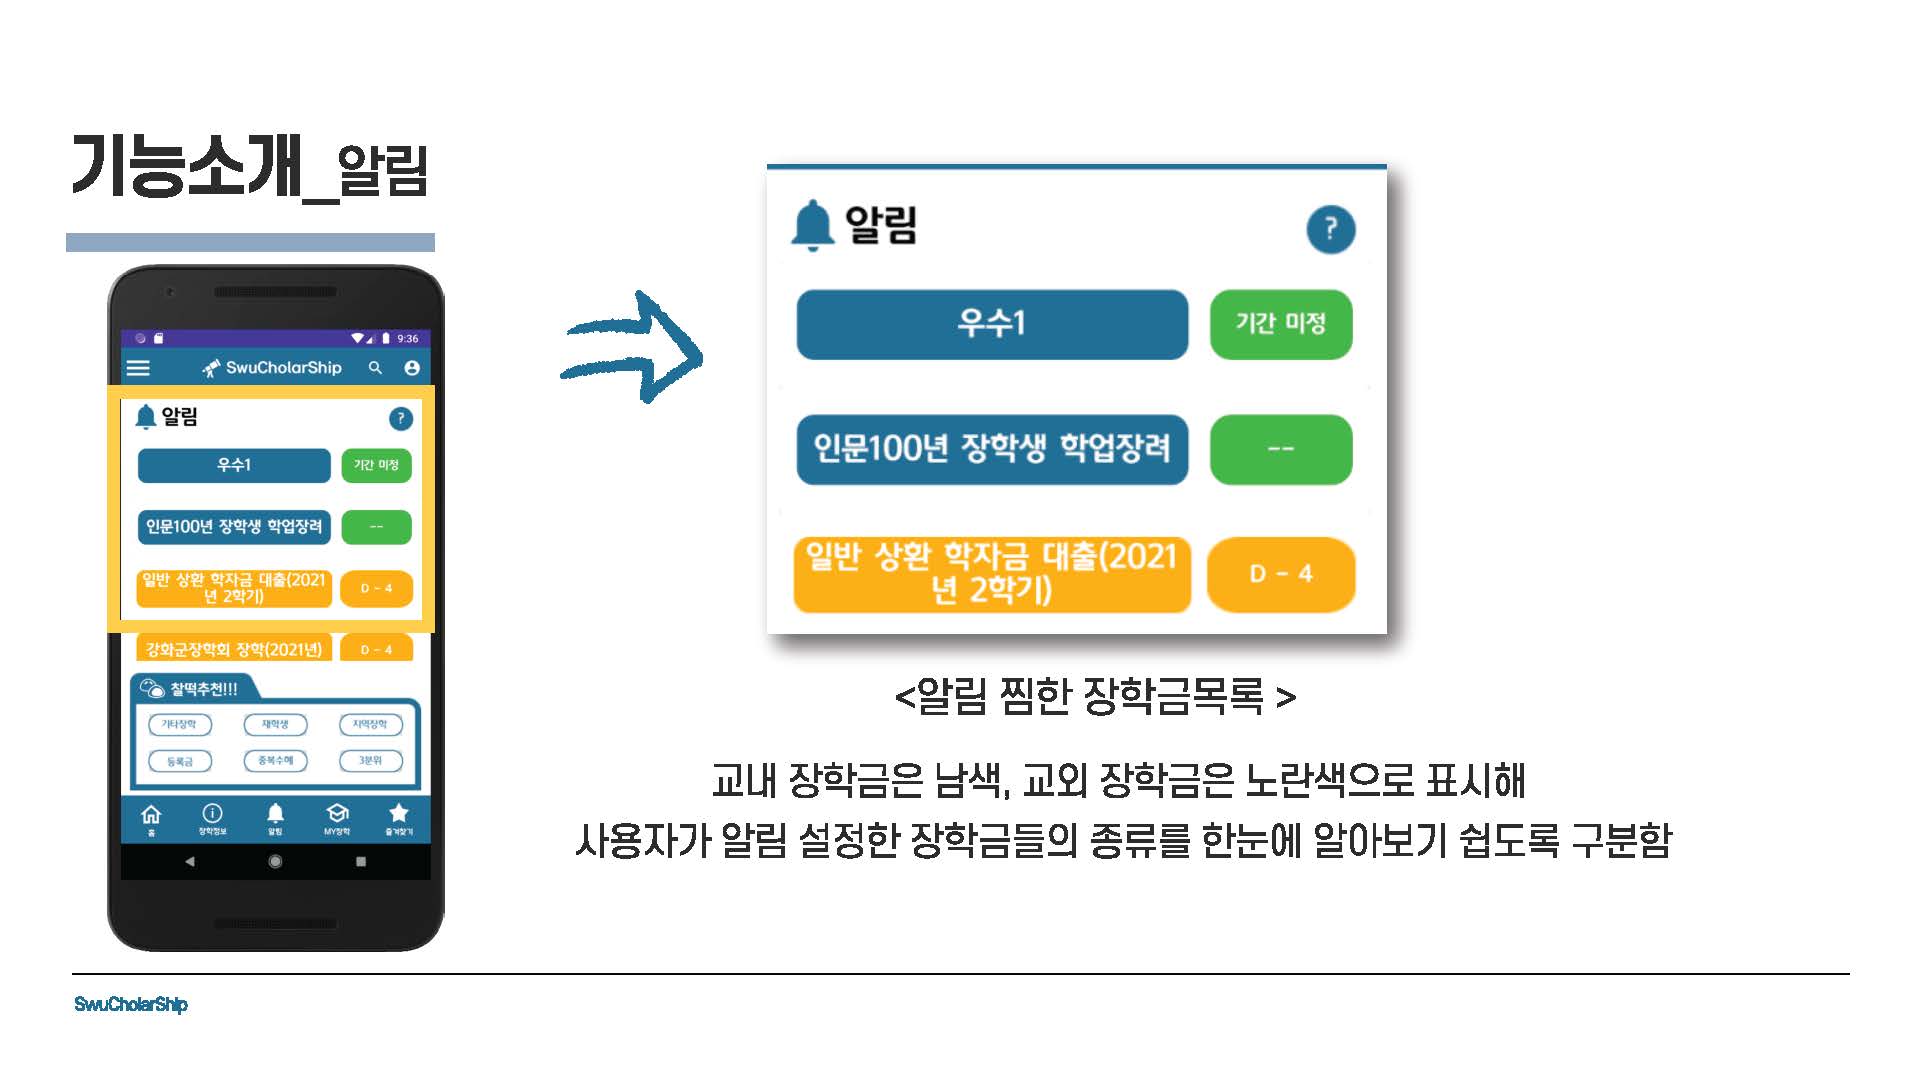 기능소개_알림
9:36
SwuCholarShip
알림
?
우수1
기간 미정
인문100년 장학생 학업장려
--
일반 상환 학자금 대출(2021
년 2학기)
D - 4
강화군장학회 장학(2021년)
D - 4
찰떡추천!!!
기타장학
재학생
지역장학
등록금
중복수혜
3분위
홈
장학정보
알림
MY장학
즐겨찾기
알림
?
우수1
기간 미정
인문100년 장학생 학업장려
--
일반 상환 학자금 대출(2021
년 2학기)
D - 4
<알림 찜한 장학금목록 >
교내 장학금은 남색, 교외 장학금은 노란색으로 표시해
사용자가 알림 설정한 장학금들의 종류를 한눈에 알아보기 쉽도록 구분함
SwuCholarShip